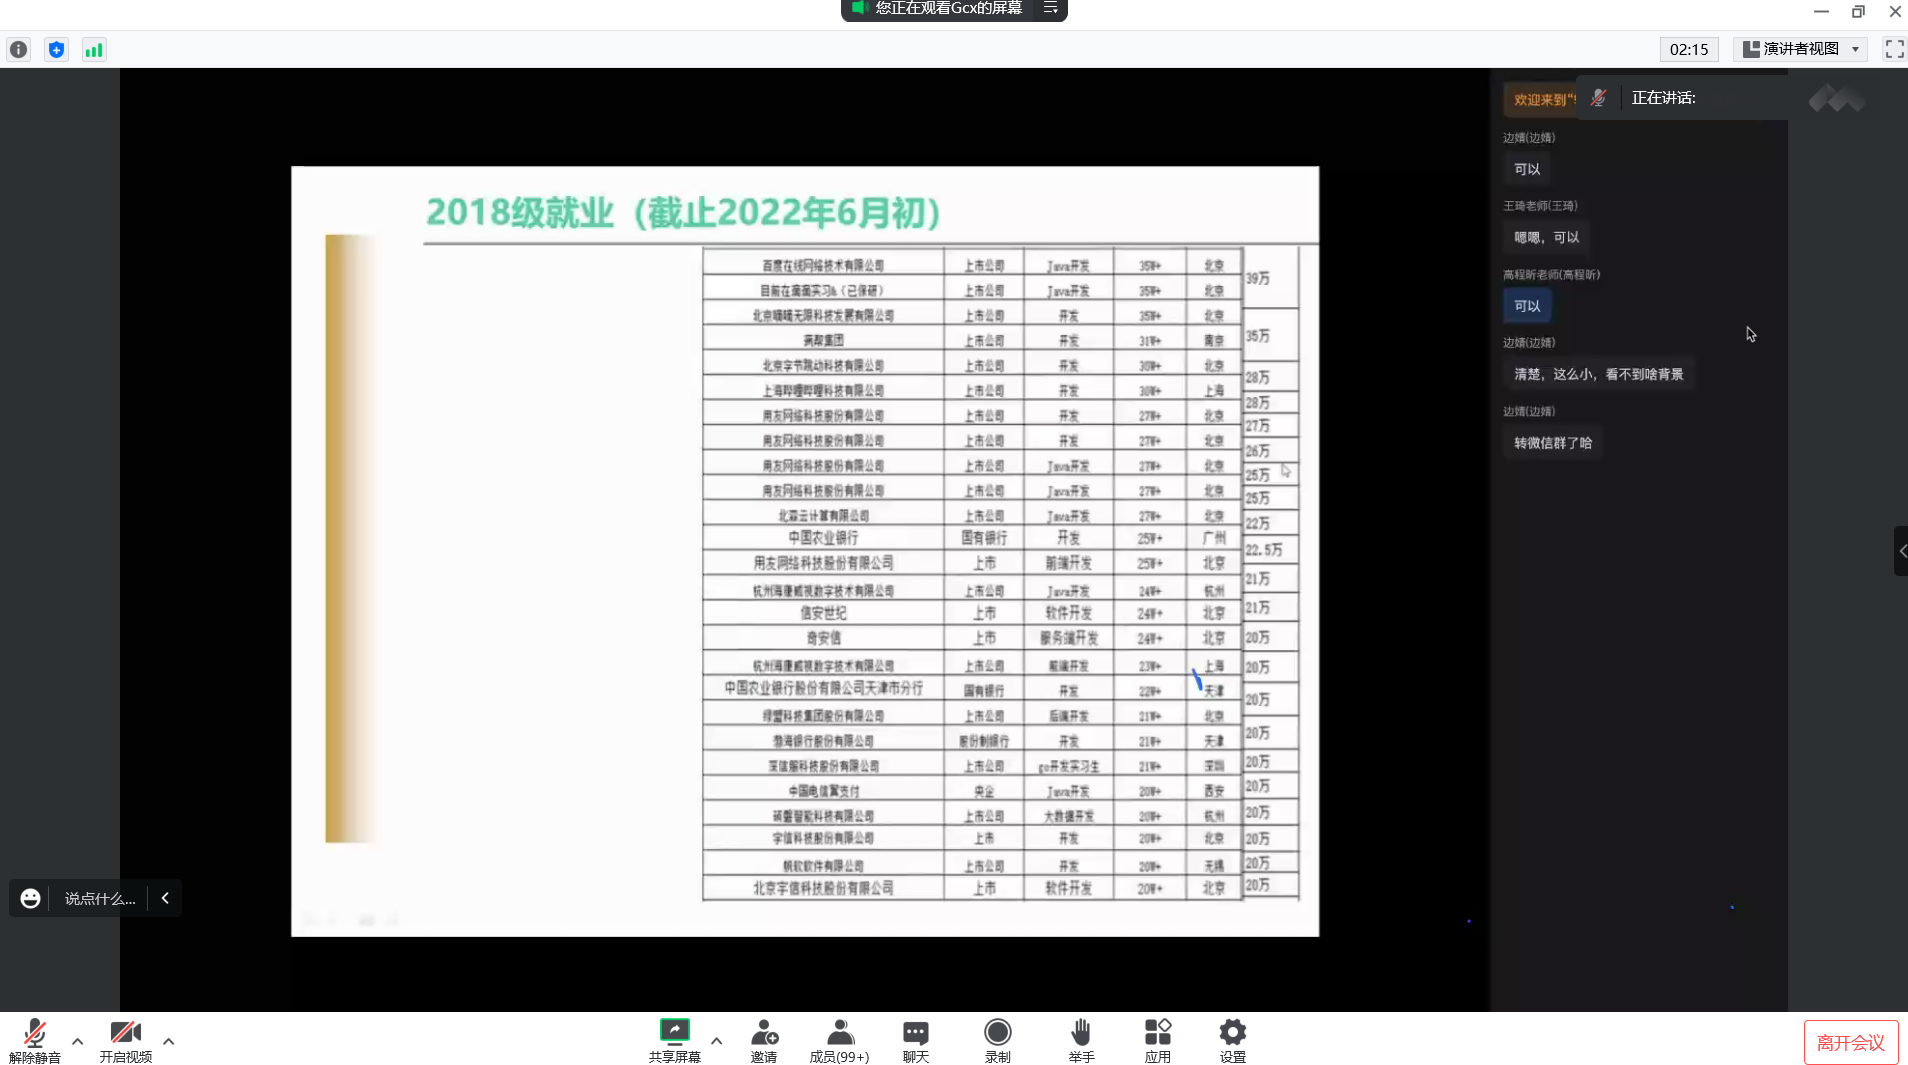 您正在观看Gcx的屏幕
02:15
演讲者视图
2018级就业（截止2022年6月初）
百度在线网络技术有限公司 上市公司 Java开发 35W+ 北京
目前在滴滴实习&（已保研） 上市公司 Java开发 35W+ 北京
北京嘀嘀无限科技发展有限公司 上市公司 开发 35W+ 北京
满帮集团 上市公司 开发 31W+ 南京
北京字节跳动科技有限公司 上市公司 开发 30W+ 北京
上海哔哩哔哩科技有限公司 上市公司 开发 30W+ 上海
用友网络科技股份有限公司 上市公司 开发 27W+ 北京
用友网络科技股份有限公司 上市公司 开发 27W+ 北京
用友网络科技股份有限公司 上市公司 Java开发 27W+ 北京
用友网络科技股份有限公司 上市公司 Java开发 27W+ 北京
北森云计算有限公司 上市公司 Java开发 27W+ 北京
中国农业银行 国有银行 开发 25W+ 广州
用友网络科技股份有限公司 上市 前端开发 25W+ 北京
杭州海康威视数字技术有限公司 上市公司 Java开发 24W+ 杭州
信安世纪 上市 软件开发 24W+ 北京
奇安信 上市 服务端开发 24W+ 北京
杭州海康威视数字技术有限公司 上市公司 前端开发 23W+ 上海
中国农业银行股份有限公司天津市分行 国有银行 开发 22W+ 天津
绿盟科技集团股份有限公司 上市公司 后端开发 21W+ 北京
渤海银行股份有限公司 股份制银行 开发 21W+ 天津
深信服科技股份有限公司 上市公司 go开发实习生 21W+ 深圳
中国电信翼支付 央企 Java开发 20W+ 西安
硕磐智能科技有限公司 上市公司 大数据开发 20W+ 杭州
宇信科技股份有限公司 上市 开发 20W+ 北京
帆软软件有限公司 上市公司 开发 20W+ 无锡
北京宇信科技股份有限公司 上市 软件开发 20W+ 北京
39万
35万
28万
28万
27万
26万
25万
25万
22万
22.5万
21万
21万
20万
20万
20万
20万
20万
20万
20万
20万
20万
20万
欢迎来到“
正在讲话:
边婧(边婧)
可以
王琦老师(王琦)
嗯嗯，可以
高程昕老师(高程昕)
可以
边婧(边婧)
清楚，这么小，看不到啥背景
边婧(边婧)
转微信群了哈
说点什么...
解除静音
开启视频
共享屏幕
邀请
成员(99+)
聊天
录制
举手
应用
设置
离开会议